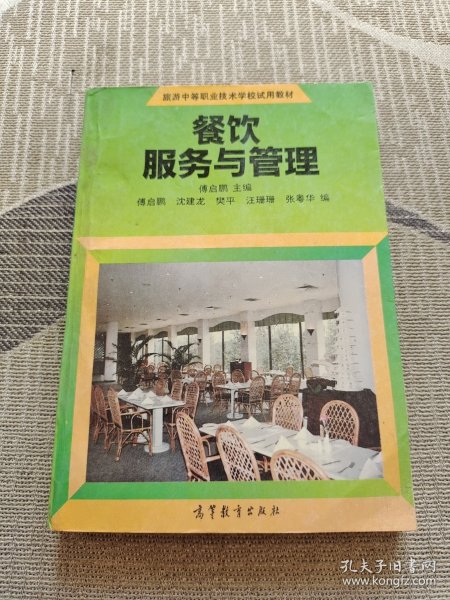 旅游中等职业技术学校试用教材
餐饮
服务与管理
傅启鹏 主编
傅启鹏 沈建龙 樊平 汪珊珊 张粤华 编
高等教育出版社
孔夫子旧书网
www.kongfz.com